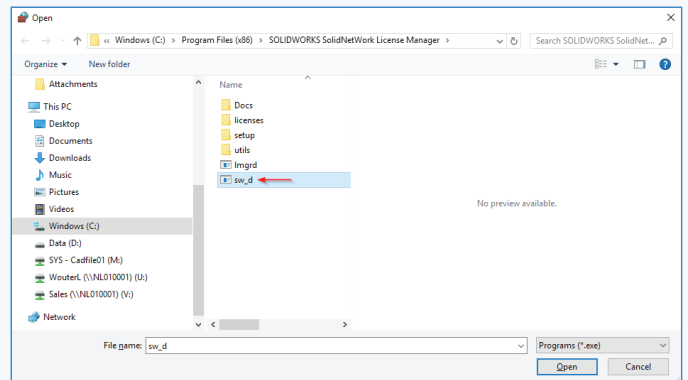 Open
« Windows (C:) > Program Files (x86) > SOLIDWORKS SolidNetWork License Manager >
Search SOLIDWORKS SolidNet...
Organize
New folder
Attachments
This PC
Desktop
Documents
Downloads
Music
Pictures
Videos
Windows (C:)
Data (D:)
SYS - Cadfile01 (M:)
WouterL (\\NL010001) (U:)
Sales (\\NL010001) (V:)
Network
Name
Docs
licenses
setup
utils
lmgrd
sw_d
No preview available.
File name: sw_d
Programs (*.exe)
Open
Cancel